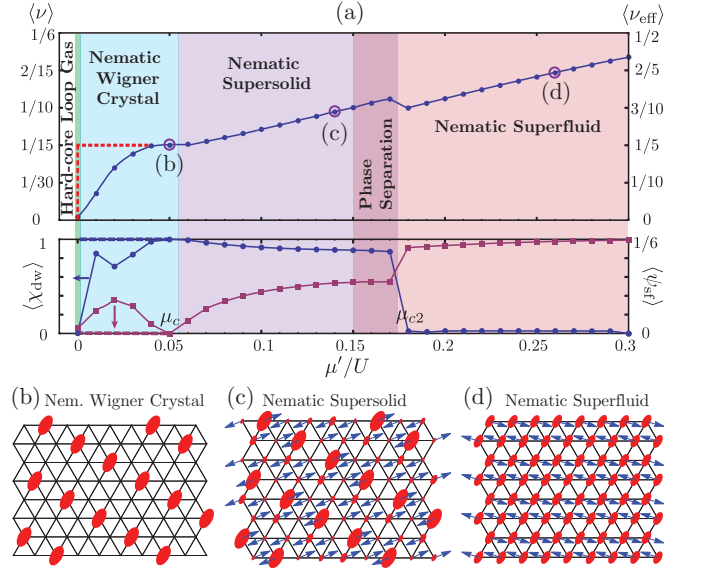 ⟨ν⟩
(a)
⟨ν_eff⟩
1/6
2/15
1/10
1/15
1/30
0
Hard-core Loop Gas
Nematic
Wigner
Crystal
Nematic
Supersolid
Phase
Separation
Nematic Superfluid
(b)
(c)
(d)
1/2
2/5
3/10
1/5
1/10
0
⟨χ_dw⟩
1
0
μ_c
μ_c2
1/6
0
⟨ψ_sf⟩
0
0.05
0.1
0.15
0.2
0.25
0.3
μ′/U
(b) Nem. Wigner Crystal
(c) Nematic Supersolid
(d) Nematic Superfluid